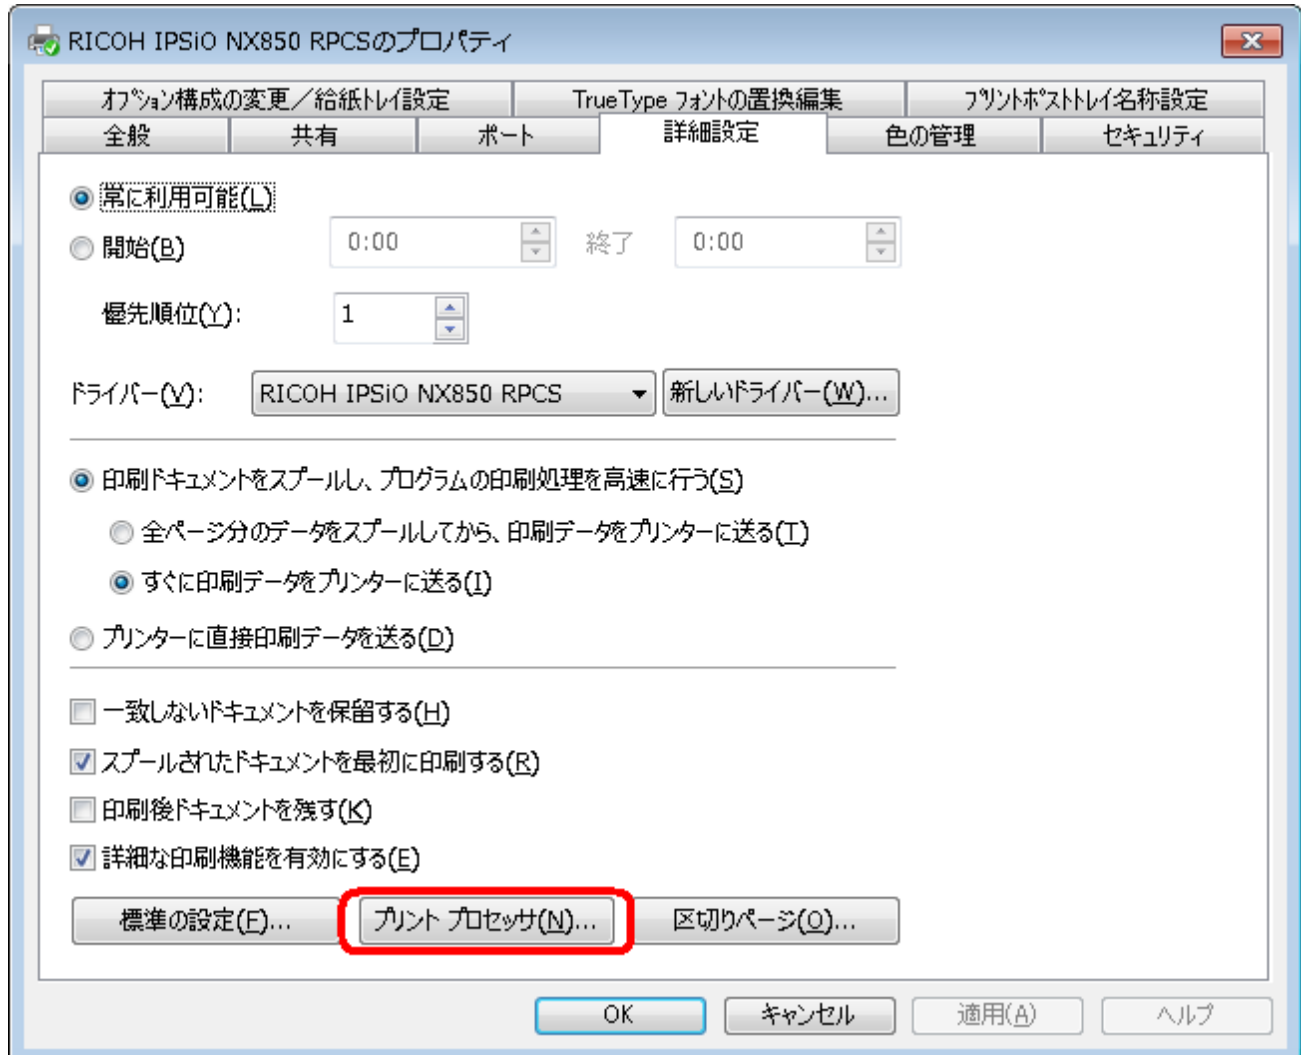 RICOH IPSiO NX850 RPCSのプロパティ
オプション構成の変更／給紙トレイ設定 TrueType フォントの置換編集 プリントポストトレイ名称設定
全般 共有 ポート 詳細設定 色の管理 セキュリティ
常に利用可能(L)
開始(B) 0:00 終了 0:00
優先順位(Y): 1
ドライバー(V): RICOH IPSiO NX850 RPCS 新しいドライバー(W)...
印刷ドキュメントをスプールし、プログラムの印刷処理を高速に行う(S)
全ページ分のデータをスプールしてから、印刷データをプリンターに送る(T)
すぐに印刷データをプリンターに送る(I)
プリンターに直接印刷データを送る(D)
一致しないドキュメントを保留する(H)
スプールされたドキュメントを最初に印刷する(R)
印刷後ドキュメントを残す(K)
詳細な印刷機能を有効にする(E)
標準の設定(F)... プリント プロセッサ(N)... 区切りページ(O)...
OK キャンセル 適用(A) ヘルプ